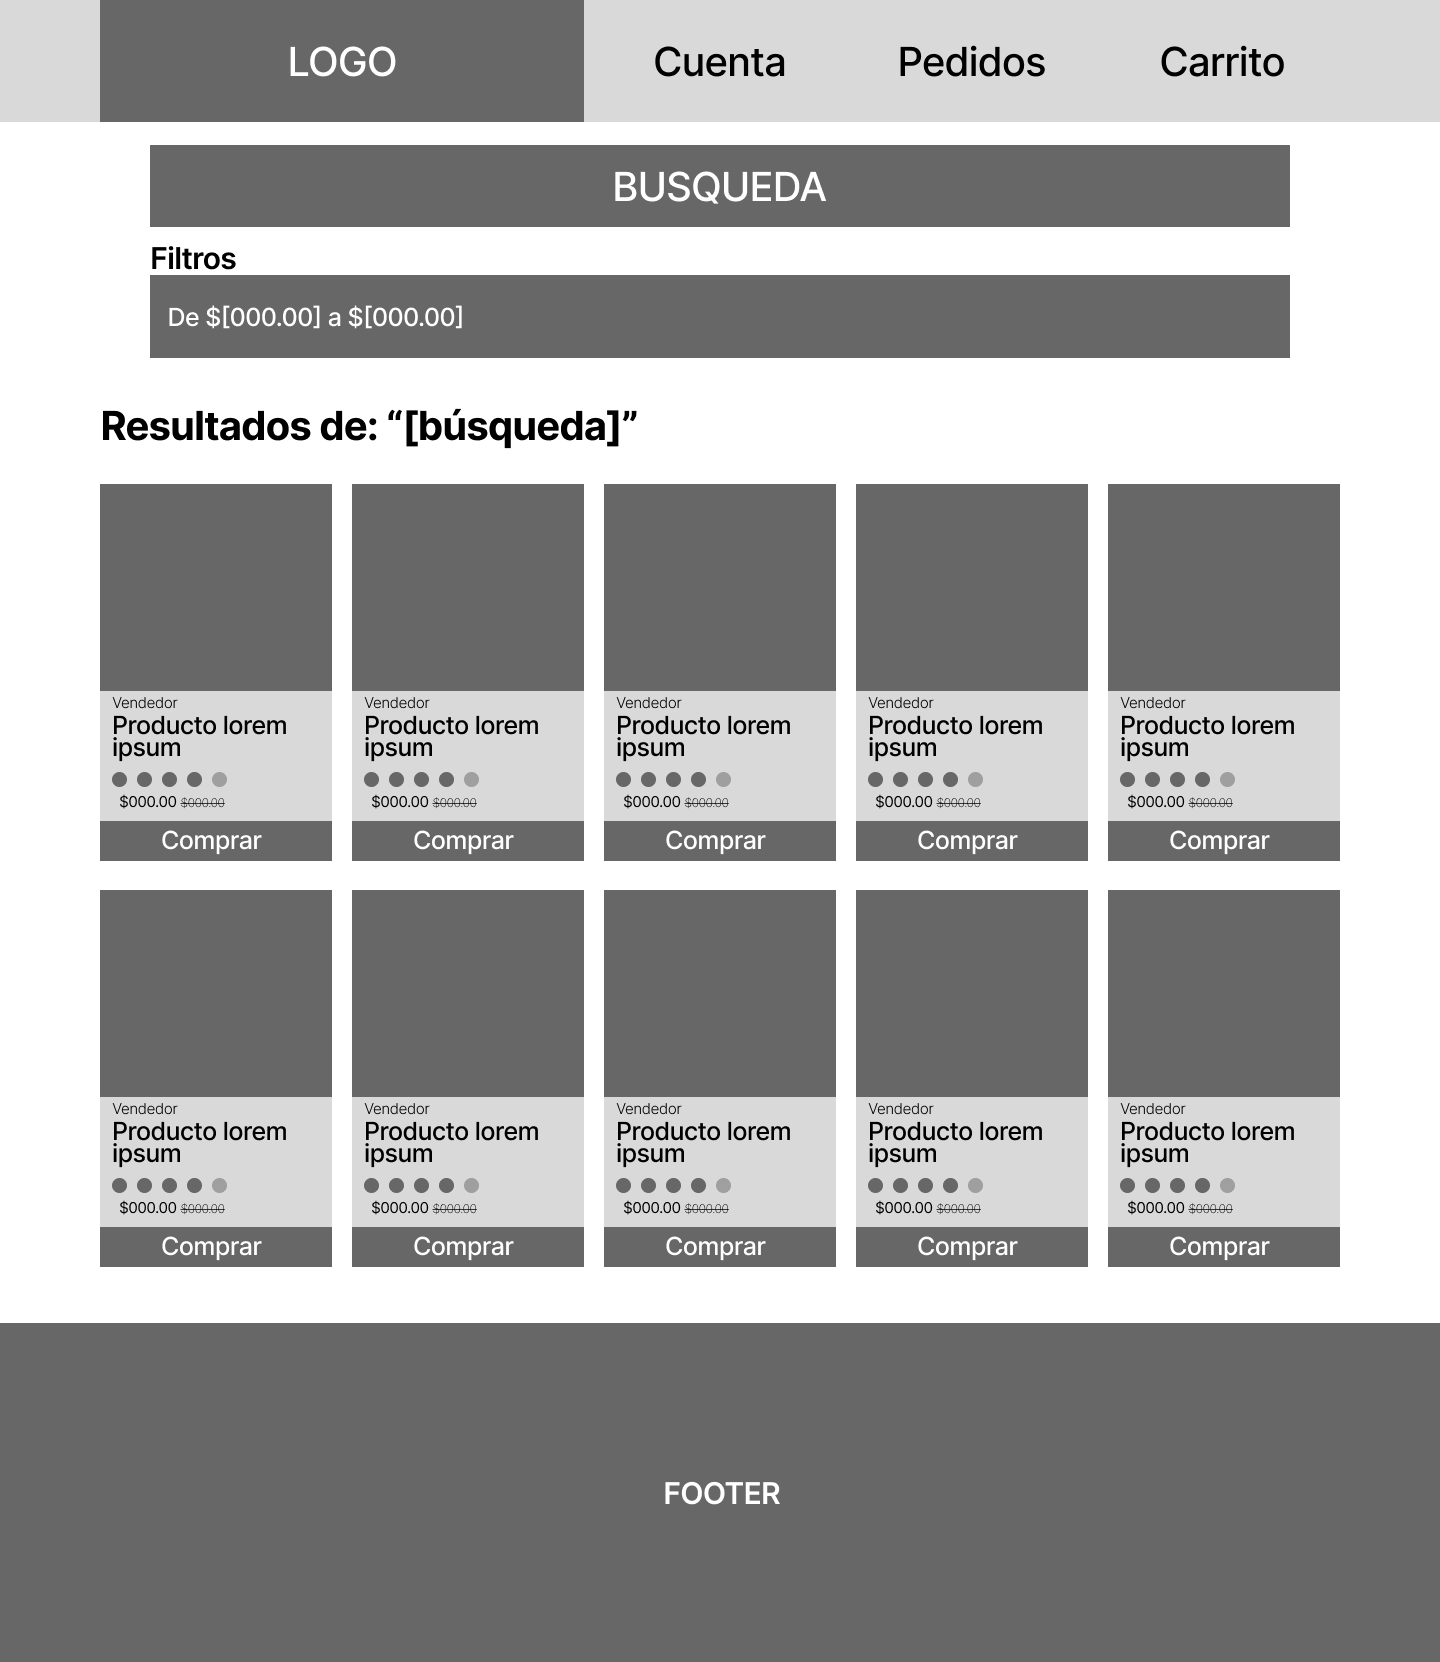 LOGO Cuenta Pedidos Carrito
BUSQUEDA
Filtros
De $[000.00] a $[000.00]
Resultados de: “[búsqueda]”
Vendedor
Producto lorem
ipsum
$000.00 $000.00
Comprar
Vendedor
Producto lorem
ipsum
$000.00 $000.00
Comprar
Vendedor
Producto lorem
ipsum
$000.00 $000.00
Comprar
Vendedor
Producto lorem
ipsum
$000.00 $000.00
Comprar
Vendedor
Producto lorem
ipsum
$000.00 $000.00
Comprar
Vendedor
Producto lorem
ipsum
$000.00 $000.00
Comprar
Vendedor
Producto lorem
ipsum
$000.00 $000.00
Comprar
Vendedor
Producto lorem
ipsum
$000.00 $000.00
Comprar
Vendedor
Producto lorem
ipsum
$000.00 $000.00
Comprar
Vendedor
Producto lorem
ipsum
$000.00 $000.00
Comprar
FOOTER